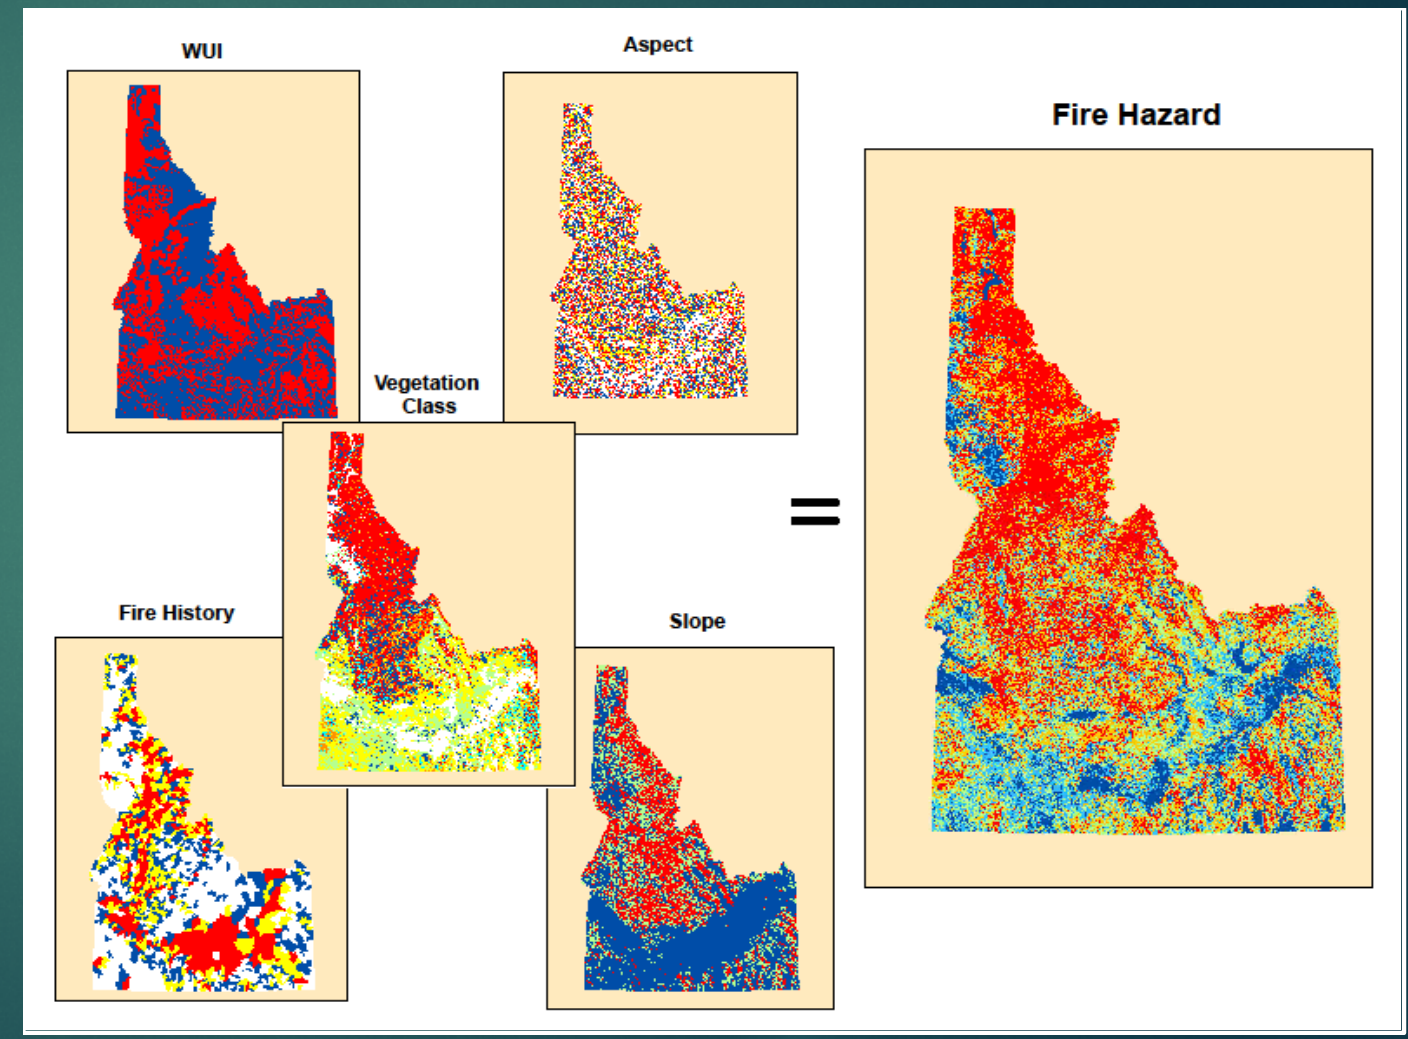 WUI
Aspect
Fire Hazard
Vegetation
Class
=
Fire History
Slope